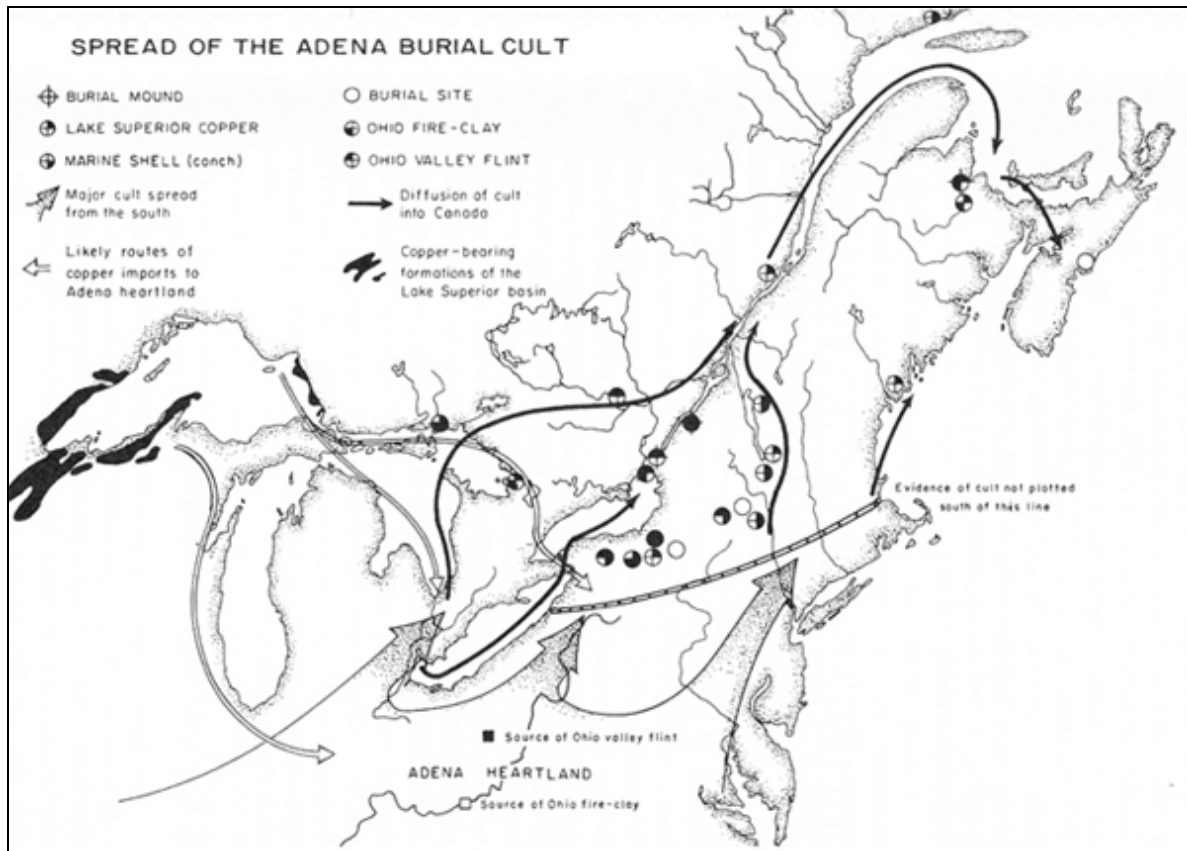 SPREAD OF THE ADENA BURIAL CULT
BURIAL MOUND
LAKE SUPERIOR COPPER
MARINE SHELL (conch)
Major cult spread
from the south
Likely routes of
copper imports to
Adena heartland
BURIAL SITE
OHIO FIRE-CLAY
OHIO VALLEY FLINT
Diffusion of cult
into Canada
Copper-bearing
formations of the
Lake Superior basin
Evidence of cult not plotted
south of this line
Source of Ohio valley flint
ADENA HEARTLAND
Source of Ohio fire-clay